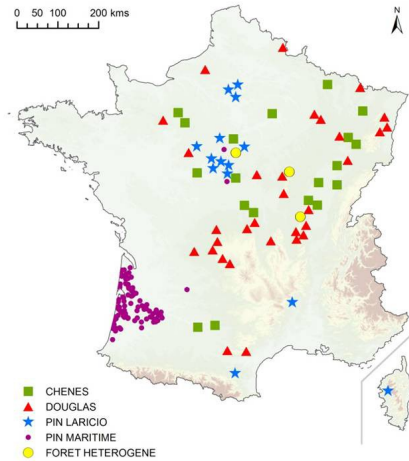 0 50 100 200 kms
N
CHENES
DOUGLAS
PIN LARICIO
PIN MARITIME
FORET HETEROGENE